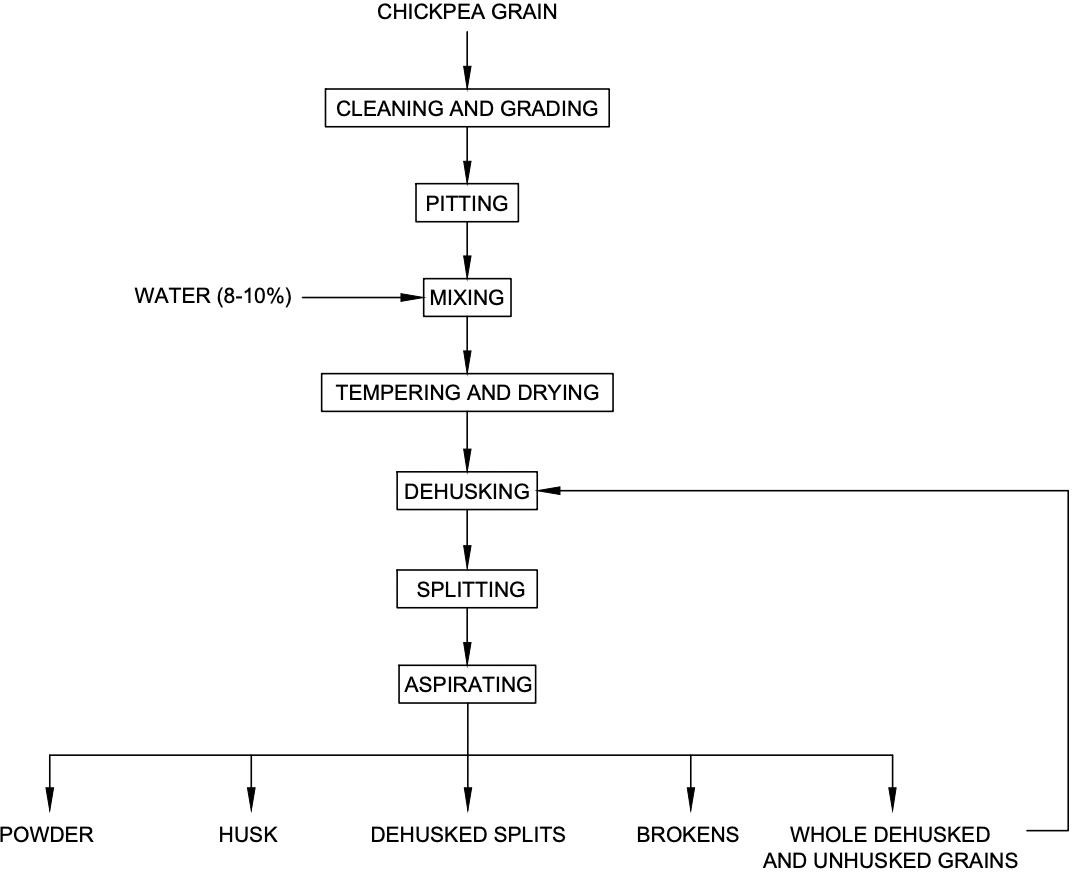 CHICKPEA GRAIN
CLEANING AND GRADING
PITTING
WATER (8-10%)
MIXING
TEMPERING AND DRYING
DEHUSKING
SPLITTING
ASPIRATING
POWDER
HUSK
DEHUSKED SPLITS
BROKENS
WHOLE DEHUSKED
AND UNHUSKED GRAINS